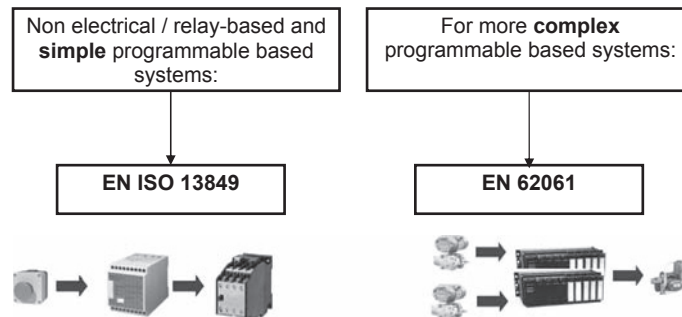 Non electrical / relay-based and
simple programmable based
systems:
For more complex
programmable based systems:
EN ISO 13849
EN 62061